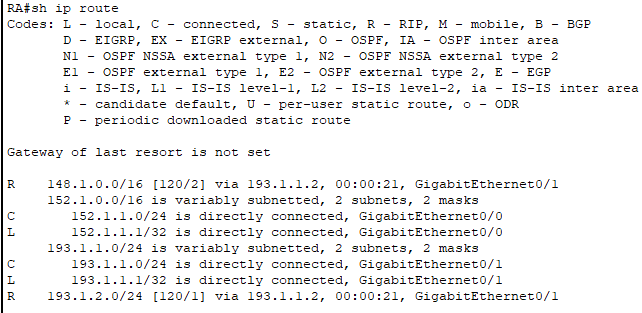 RA#sh ip route
Codes: L - local, C - connected, S - static, R - RIP, M - mobile, B - BGP
D - EIGRP, EX - EIGRP external, O - OSPF, IA - OSPF inter area
N1 - OSPF NSSA external type 1, N2 - OSPF NSSA external type 2
E1 - OSPF external type 1, E2 - OSPF external type 2, E - EGP
i - IS-IS, L1 - IS-IS level-1, L2 - IS-IS level-2, ia - IS-IS inter area
* - candidate default, U - per-user static route, o - ODR
P - periodic downloaded static route
Gateway of last resort is not set
R 148.1.0.0/16 [120/2] via 193.1.1.2, 00:00:21, GigabitEthernet0/1
152.1.0.0/16 is variably subnetted, 2 subnets, 2 masks
C 152.1.1.0/24 is directly connected, GigabitEthernet0/0
L 152.1.1.1/32 is directly connected, GigabitEthernet0/0
193.1.1.0/24 is variably subnetted, 2 subnets, 2 masks
C 193.1.1.0/24 is directly connected, GigabitEthernet0/1
L 193.1.1.1/32 is directly connected, GigabitEthernet0/1
R 193.1.2.0/24 [120/1] via 193.1.1.2, 00:00:21, GigabitEthernet0/1